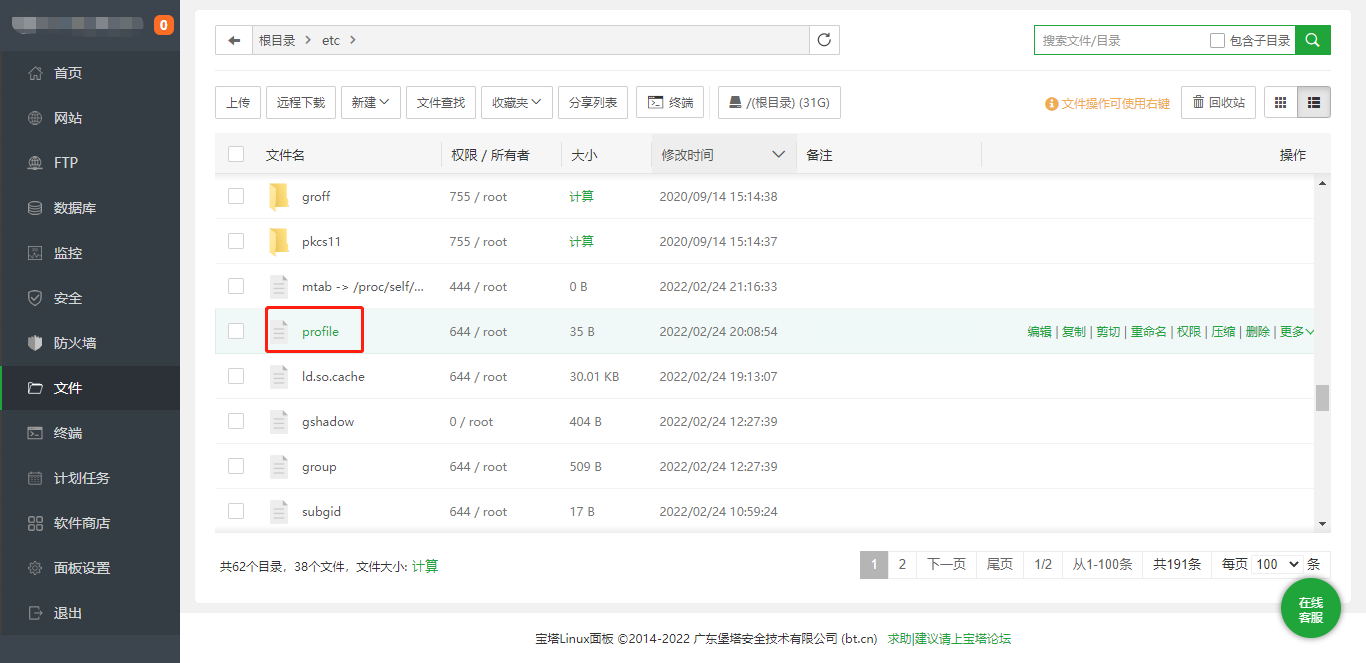 0
首页
网站
FTP
数据库
监控
安全
防火墙
文件
终端
计划任务
软件商店
面板设置
退出
根目录 > etc >
搜索文件/目录 包含子目录
上传 远程下载 新建 文件查找 收藏夹 分享列表 终端 /(根目录) (31G) 文件操作可使用右键 回收站
文件名 权限 / 所有者 大小 修改时间 备注 操作
groff 755 / root 计算 2020/09/14 15:14:38
pkcs11 755 / root 计算 2020/09/14 15:14:37
mtab -> /proc/self/... 444 / root 0 B 2022/02/24 21:16:33
profile 644 / root 35 B 2022/02/24 20:08:54 编辑 | 复制 | 剪切 | 重命名 | 权限 | 压缩 | 删除 | 更多
ld.so.cache 644 / root 30.01 KB 2022/02/24 19:13:07
gshadow 0 / root 404 B 2022/02/24 12:27:39
group 644 / root 509 B 2022/02/24 12:27:39
subgid 644 / root 17 B 2022/02/24 10:59:24
共62个目录，38个文件，文件大小: 计算
1 2 下一页 尾页 1/2 从1-100条 共191条 每页 100 条
在线
客服
宝塔Linux面板 ©2014-2022 广东堡塔安全技术有限公司 (bt.cn) 求助|建议请上宝塔论坛